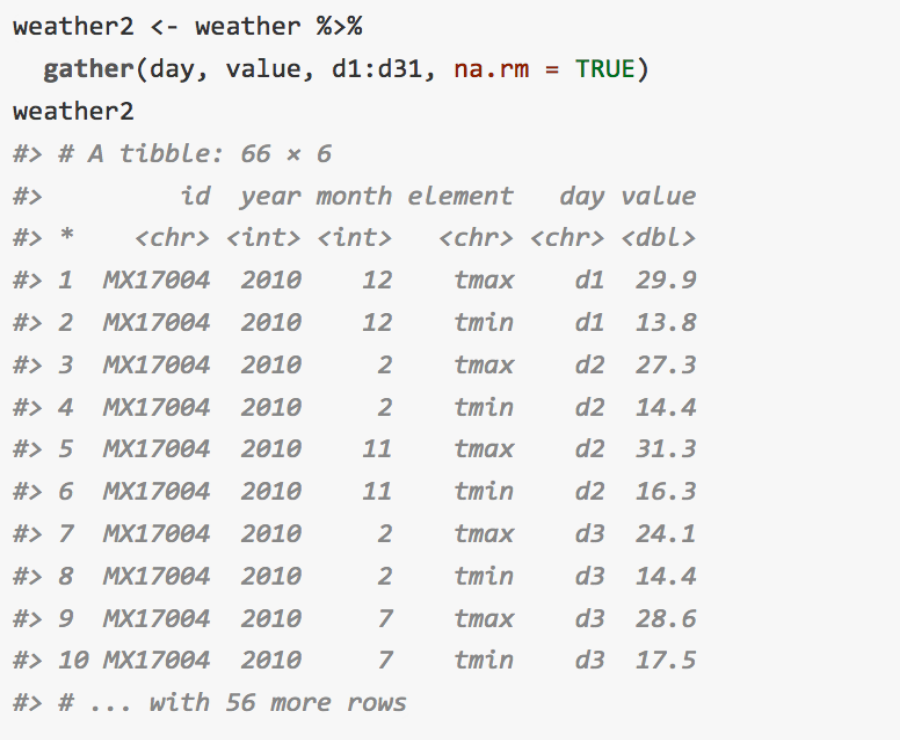 weather2 <- weather %>%
  gather(day, value, d1:d31, na.rm = TRUE)
weather2
#> # A tibble: 66 × 6
#>         id  year month element   day value
#> *    <chr> <int> <int>   <chr> <chr> <dbl>
#> 1  MX17004  2010    12    tmax    d1  29.9
#> 2  MX17004  2010    12    tmin    d1  13.8
#> 3  MX17004  2010     2    tmax    d2  27.3
#> 4  MX17004  2010     2    tmin    d2  14.4
#> 5  MX17004  2010    11    tmax    d2  31.3
#> 6  MX17004  2010    11    tmin    d2  16.3
#> 7  MX17004  2010     2    tmax    d3  24.1
#> 8  MX17004  2010     2    tmin    d3  14.4
#> 9  MX17004  2010     7    tmax    d3  28.6
#> 10 MX17004  2010     7    tmin    d3  17.5
#> # ... with 56 more rows